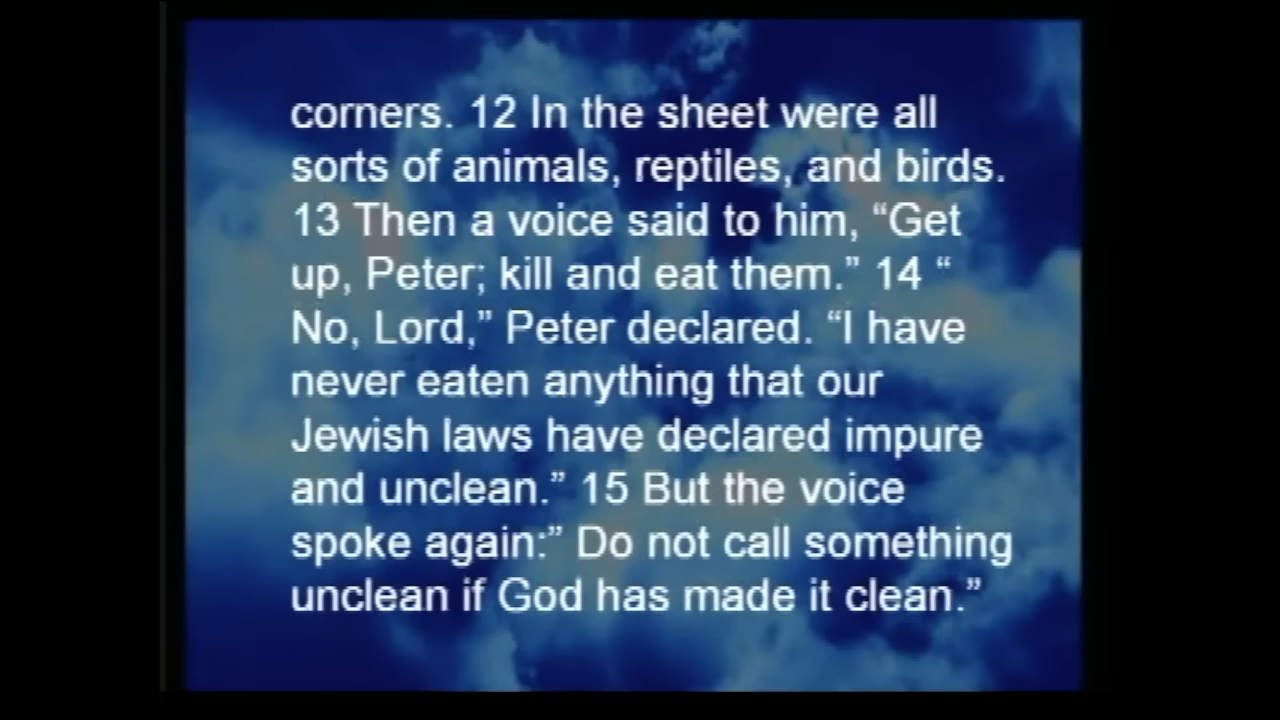 corners. 12 In the sheet were all
sorts of animals, reptiles, and birds.
13 Then a voice said to him, “Get
up, Peter; kill and eat them.” 14 “
No, Lord,” Peter declared. “I have
never eaten anything that our
Jewish laws have declared impure
and unclean.” 15 But the voice
spoke again:” Do not call something
unclean if God has made it clean.”